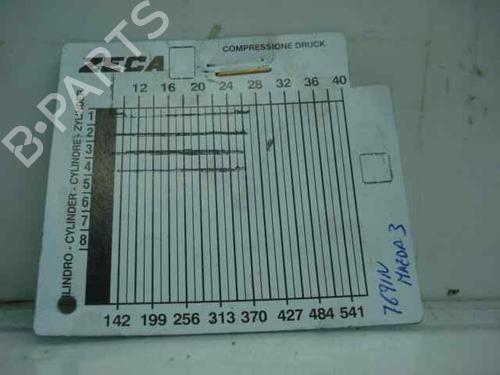 ZECA
COMPRESSIONE DRUCK
12 16 20 24 28 32 36 40
LINDRO - CYLINDER - CYLINDRE - ZYLINDER
1
2
3
4
5
6
7
8
142 199 256 313 370 427 484 541
769IN
MAZDA 3
B-PARTS